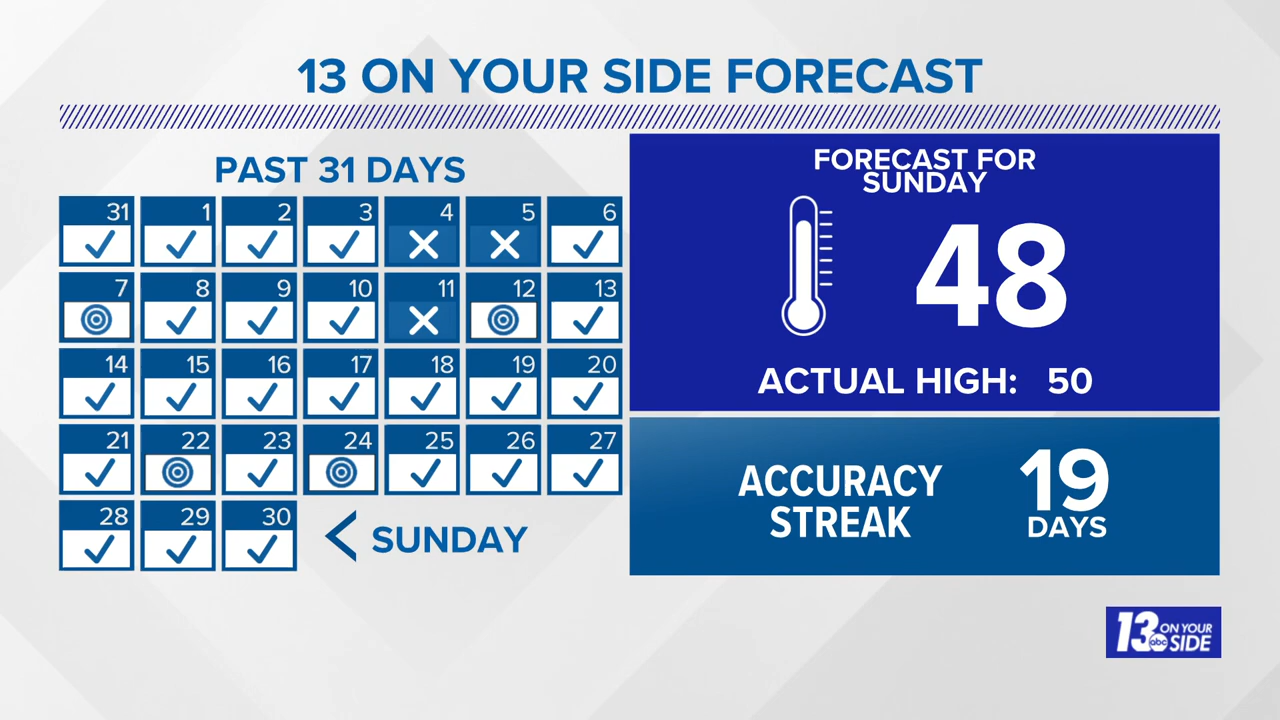 13 ON YOUR SIDE FORECAST
PAST 31 DAYS
31 1 2 3 4 5 6
7 8 9 10 11 12 13
14 15 16 17 18 19 20
21 22 23 24 25 26 27
28 29 30
SUNDAY
FORECAST FOR
SUNDAY
48
ACTUAL HIGH: 50
ACCURACY
STREAK
19
DAYS
13 ON YOUR
abc SIDE